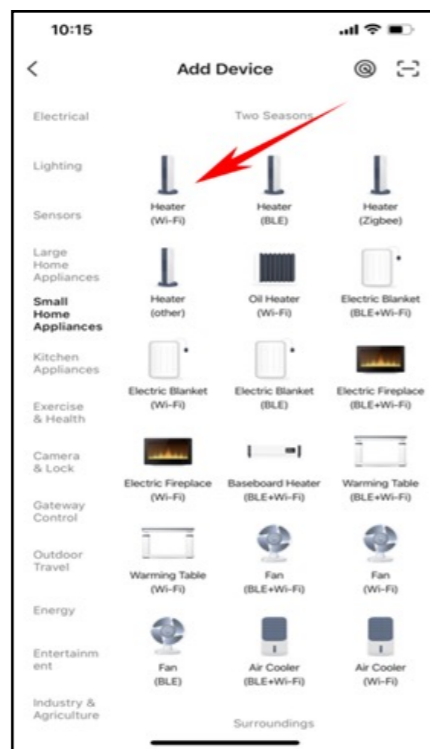 10:15
Add Device
Electrical
Lighting
Sensors
Large
Home
Appliances
Small
Home
Appliances
Kitchen
Appliances
Exercise
& Health
Camera
& Lock
Gateway
Control
Outdoor
Travel
Energy
Entertainm
ent
Industry &
Agriculture
Two Seasons
Heater
(Wi-Fi)
Heater
(BLE)
Heater
(Zigbee)
Heater
(other)
Oil Heater
(Wi-Fi)
Electric Blanket
(BLE+Wi-Fi)
Electric Blanket
(Wi-Fi)
Electric Blanket
(BLE)
Electric Fireplace
(BLE+Wi-Fi)
Electric Fireplace
(Wi-Fi)
Baseboard Heater
(BLE+Wi-Fi)
Warming Table
(BLE+Wi-Fi)
Warming Table
(Wi-Fi)
Fan
(BLE+Wi-Fi)
Fan
(Wi-Fi)
Fan
(BLE)
Air Cooler
(BLE+Wi-Fi)
Air Cooler
(Wi-Fi)
Surroundings